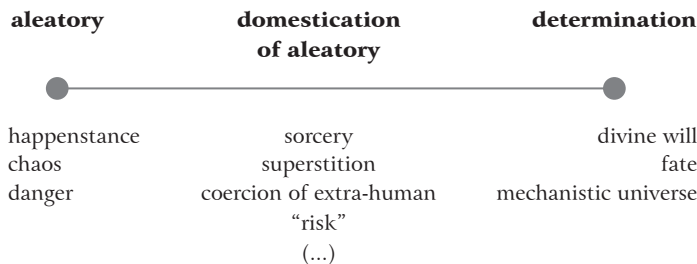 aleatory domestication determination
of aleatory
happenstance sorcery divine will
chaos superstition fate
danger coercion of extra-human mechanistic universe
“risk”
(...)